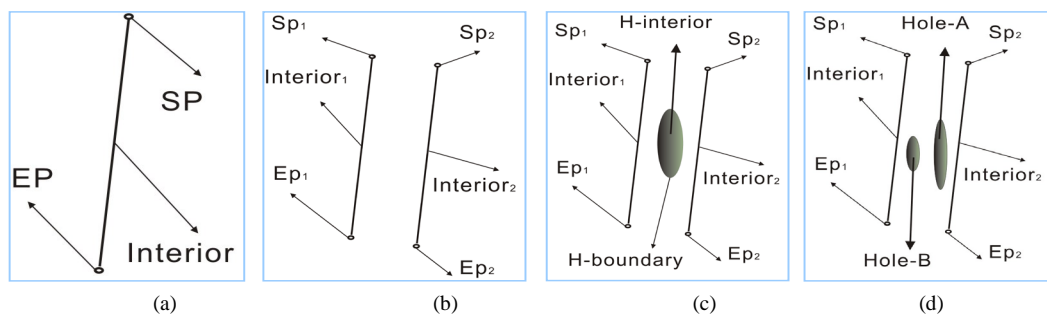 SP
EP
Interior
(a)
Sp₁
Sp₂
Interior₁
Ep₁
Interior₂
Ep₂
(b)
H-interior
Sp₁
Sp₂
Interior₁
Ep₁
Interior₂
H-boundary
Ep₂
(c)
Hole-A
Sp₁
Sp₂
Interior₁
Ep₁
Interior₂
Hole-B
Ep₂
(d)